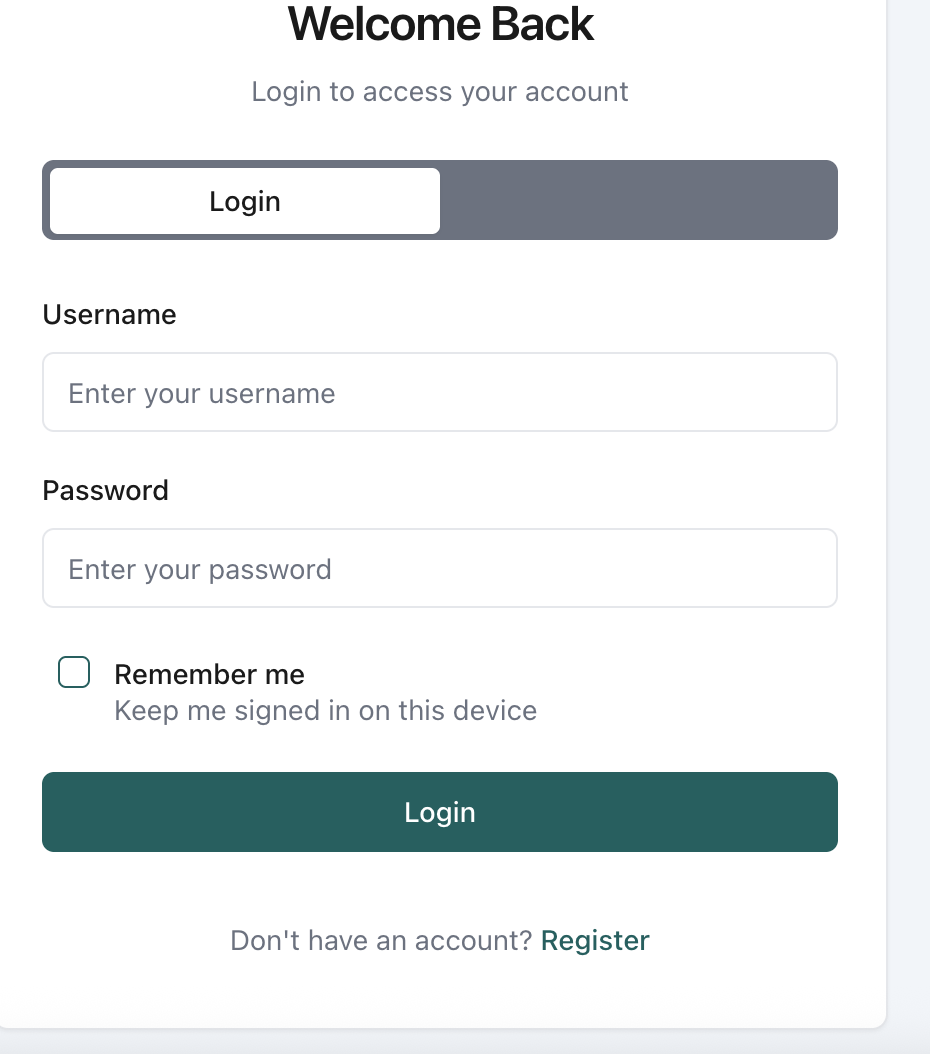 Welcome Back
Login to access your account
Login
Username
Enter your username
Password
Enter your password
Remember me
Keep me signed in on this device
Login
Don't have an account? Register